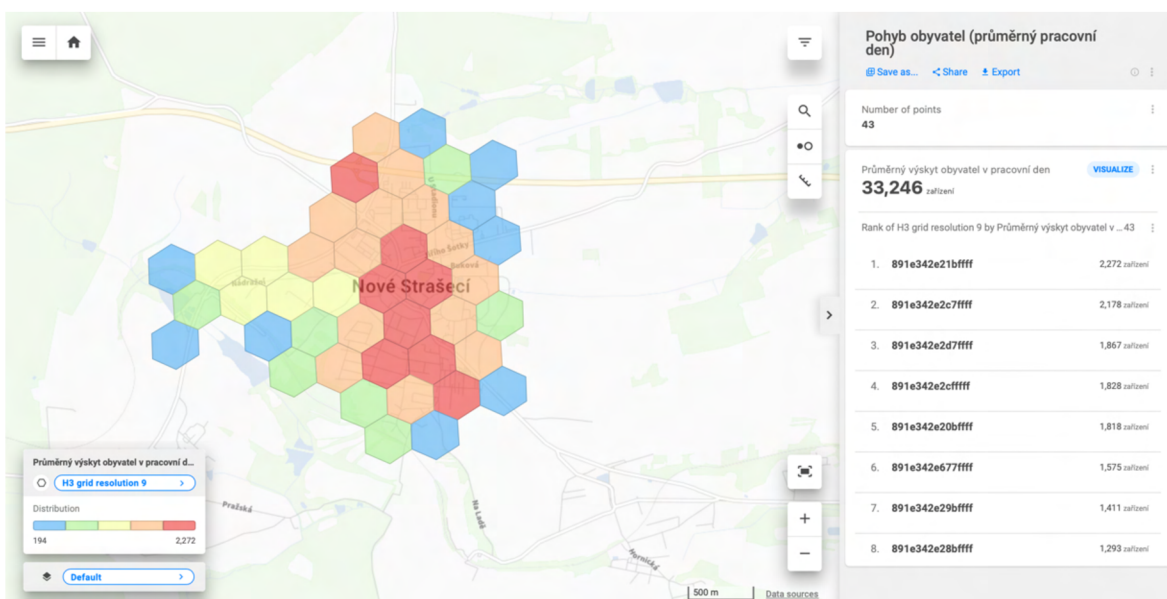 Pohyb obyvatel (průměrný pracovní
den)
Save as...
Share
Export
Number of points
43
Průměrný výskyt obyvatel v pracovní den
VISUALIZE
33,246 zařízení
Rank of H3 grid resolution 9 by Průměrný výskyt obyvatel v ... 43
1. 891e342e21bffff 2,272 zařízení
2. 891e342e2c7ffff 2,178 zařízení
3. 891e342e2d7ffff 1,867 zařízení
4. 891e342e2cfffff 1,828 zařízení
5. 891e342e20bffff 1,818 zařízení
6. 891e342e677ffff 1,575 zařízení
7. 891e342e29bffff 1,411 zařízení
8. 891e342e28bffff 1,293 zařízení
Nové Strašecí
Pražská
Na Ladě
Průměrný výskyt obyvatel v pracovní d...
H3 grid resolution 9
Distribution
194 2,272
Default
500 m
Data sources